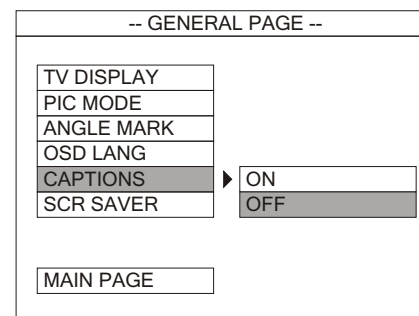 -- GENERAL PAGE --
TV DISPLAY
PIC MODE
ANGLE MARK
OSD LANG
CAPTIONS
ON
SCR SAVER
OFF
MAIN PAGE